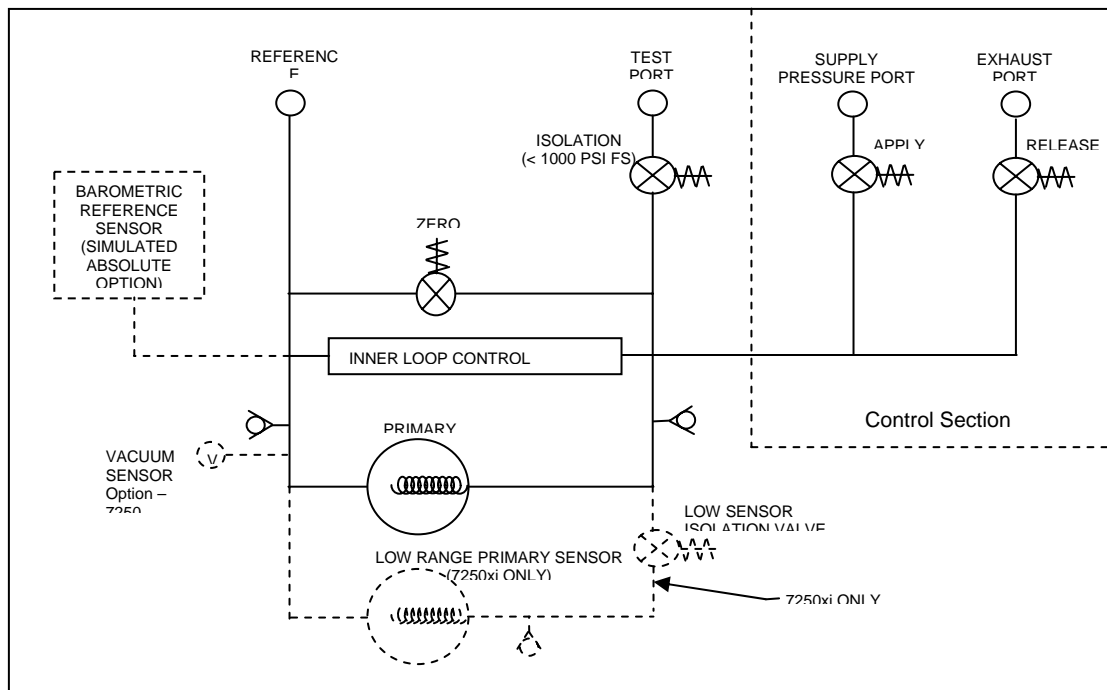 REFERENC
E
TEST
PORT
SUPPLY
PRESSURE PORT
EXHAUST
PORT
ISOLATION
(< 1000 PSI FS)
APPLY
RELEASE
BAROMETRIC
REFERENCE
SENSOR
(SIMULATED
ABSOLUTE
OPTION)
ZERO
INNER LOOP CONTROL
Control Section
PRIMARY
VACUUM
SENSOR
Option –
7250
V
LOW SENSOR
ISOLATION VALVE
LOW RANGE PRIMARY SENSOR
(7250xi ONLY)
7250xi ONLY